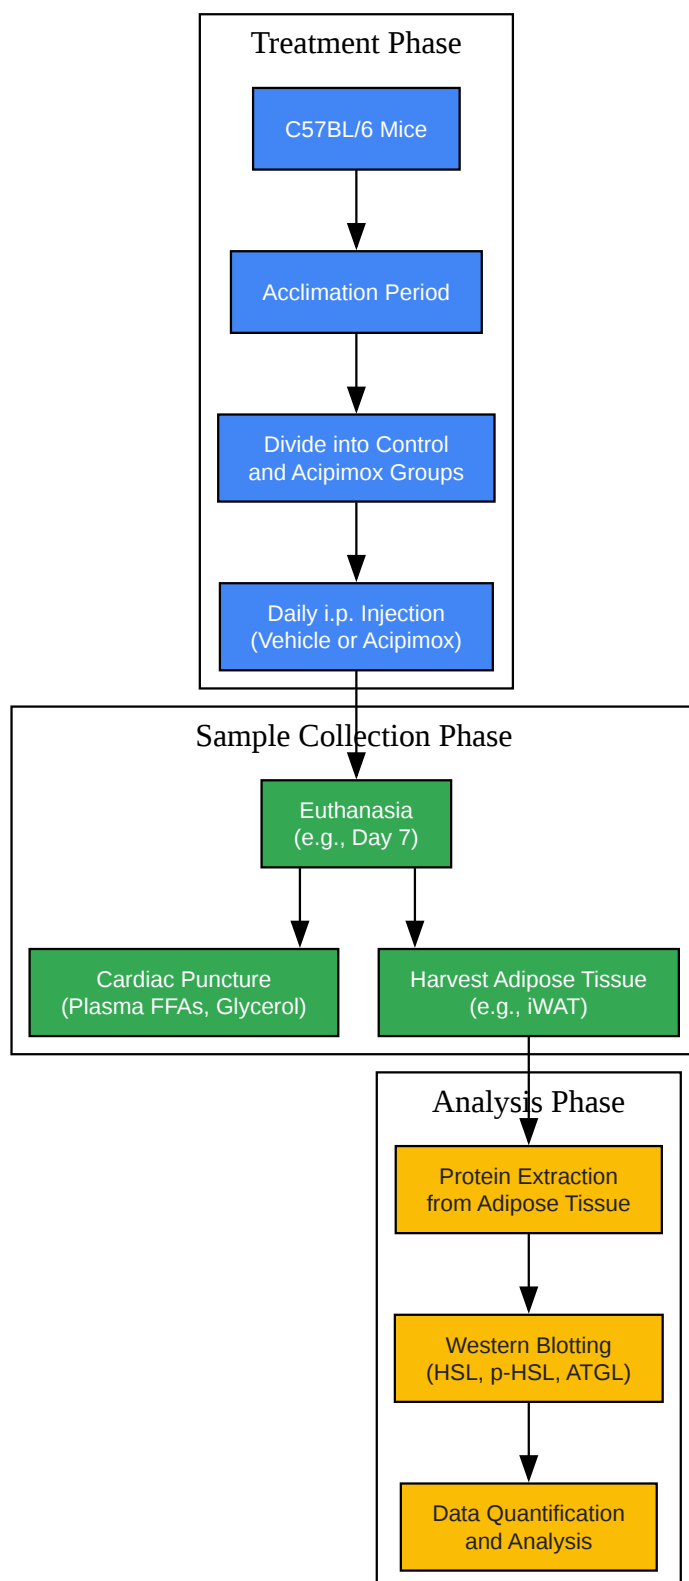 Treatment Phase
C57BL/6 Mice
Acclimation Period
Divide into Control
and Acipimox Groups
Daily i.p. Injection
(Vehicle or Acipimox)
Sample Collection Phase
Euthanasia
(e.g., Day 7)
Cardiac Puncture
(Plasma FFAs, Glycerol)
Harvest Adipose Tissue
(e.g., iWAT)
Analysis Phase
Protein Extraction
from Adipose Tissue
Western Blotting
(HSL, p-HSL, ATGL)
Data Quantification
and Analysis